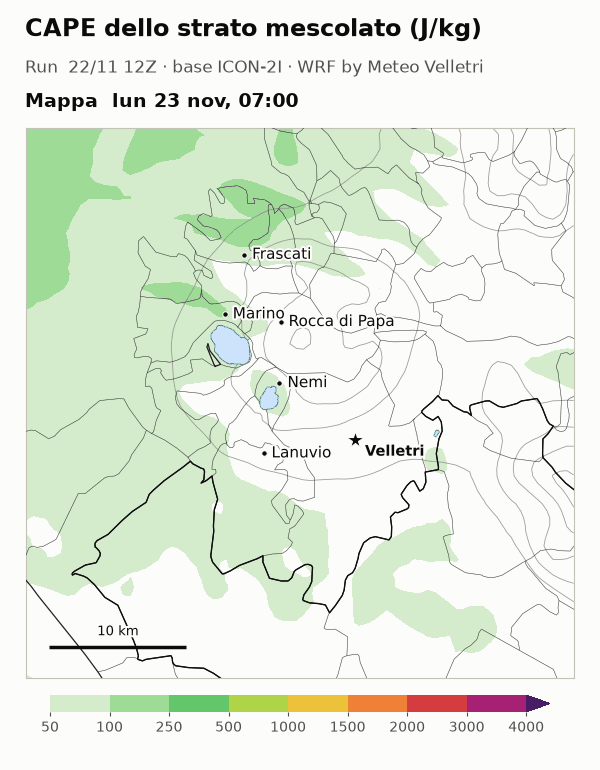 CAPE dello strato mescolato (J/kg)
Run 22/11 12Z · base ICON-2I · WRF by Meteo Velletri
Mappa lun 23 nov, 07:00
Frascati
Marino
Rocca di Papa
Nemi
Velletri
Lanuvio
10 km
50 100 250 500 1000 1500 2000 3000 4000